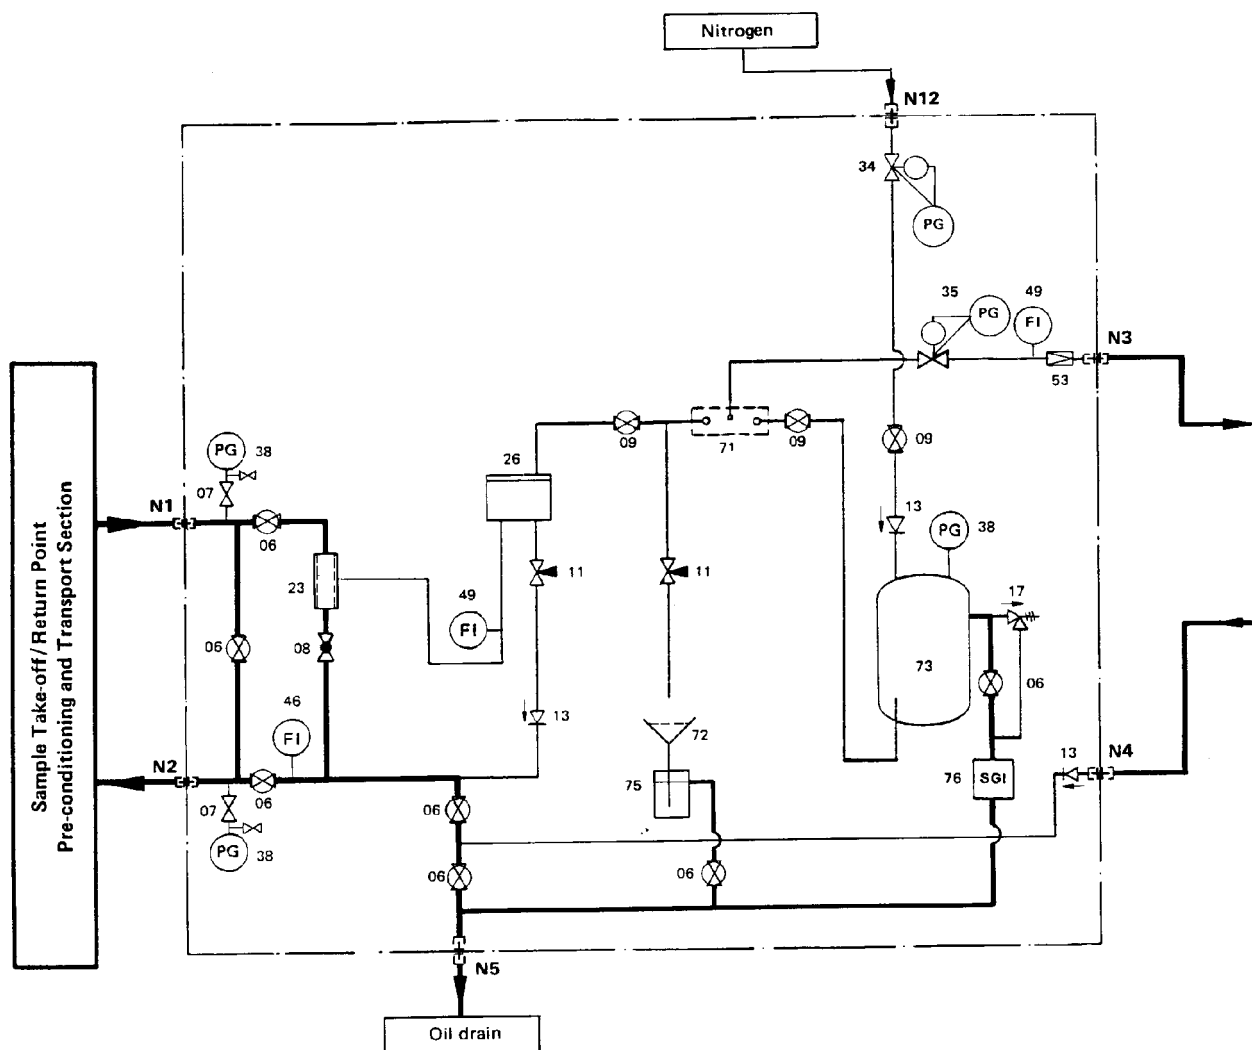 Nitrogen
N12
34
PG
35
PG
49
FI
N3
53
09
71
09
09
PG
38
26
07
N1
06
13
PG
38
23
11
11
17
49
FI
06
08
73
06
46
FI
13
72
N2
07
06
75
76
SGI
13
N4
06
PG
38
06
06
N5
Oil drain
Sample Take-off/Return Point
Pre-conditioning and Transport Section